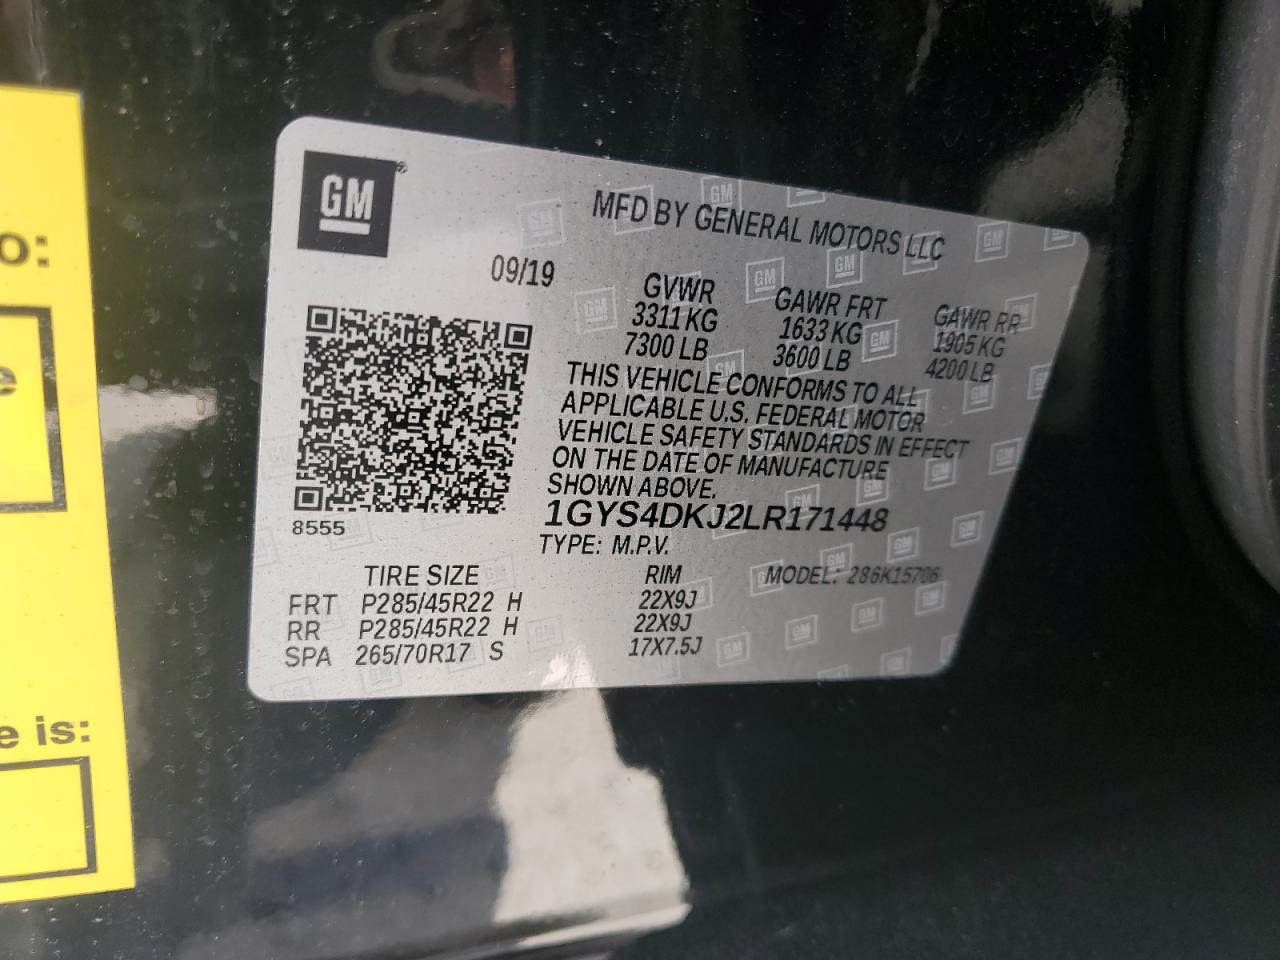 o:
e
e is:
GM
MFD BY GENERAL MOTORS LLC
09/19
GVWR GAWR FRT GAWR RR
3311 KG 1633 KG 1905 KG
7300 LB 3600 LB 4200 LB
THIS VEHICLE CONFORMS TO ALL
APPLICABLE U.S. FEDERAL MOTOR
VEHICLE SAFETY STANDARDS IN EFFECT
ON THE DATE OF MANUFACTURE
SHOWN ABOVE.
8555
1GYS4DKJ2LR171448
TYPE: M.P.V.
TIRE SIZE RIM MODEL: 286K15706
FRT P285/45R22 H 22X9J
RR P285/45R22 H 22X9J
SPA 265/70R17 S 17X7.5J